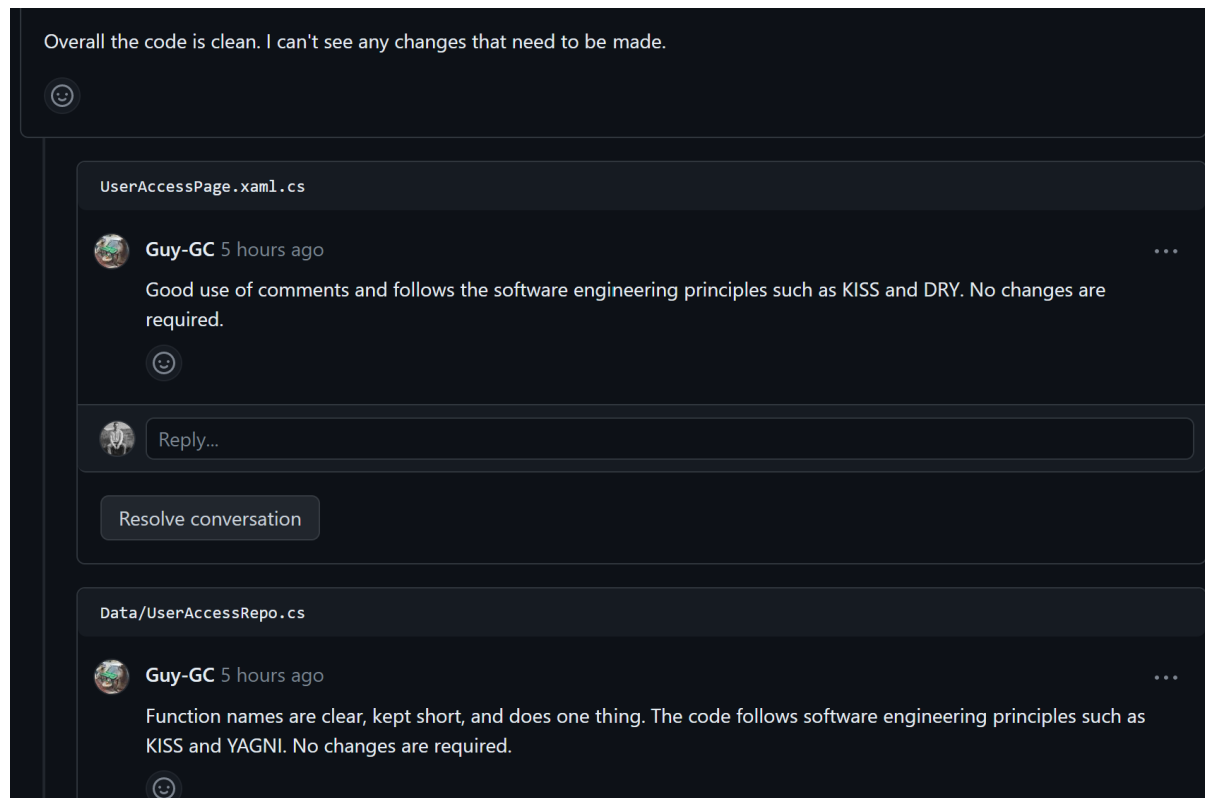 Overall the code is clean. I can't see any changes that need to be made.
UserAccessPage.xaml.cs
Guy-GC 5 hours ago
Good use of comments and follows the software engineering principles such as KISS and DRY. No changes are
required.
Reply...
Resolve conversation
Data/UserAccessRepo.cs
Guy-GC 5 hours ago
Function names are clear, kept short, and does one thing. The code follows software engineering principles such as
KISS and YAGNI. No changes are required.